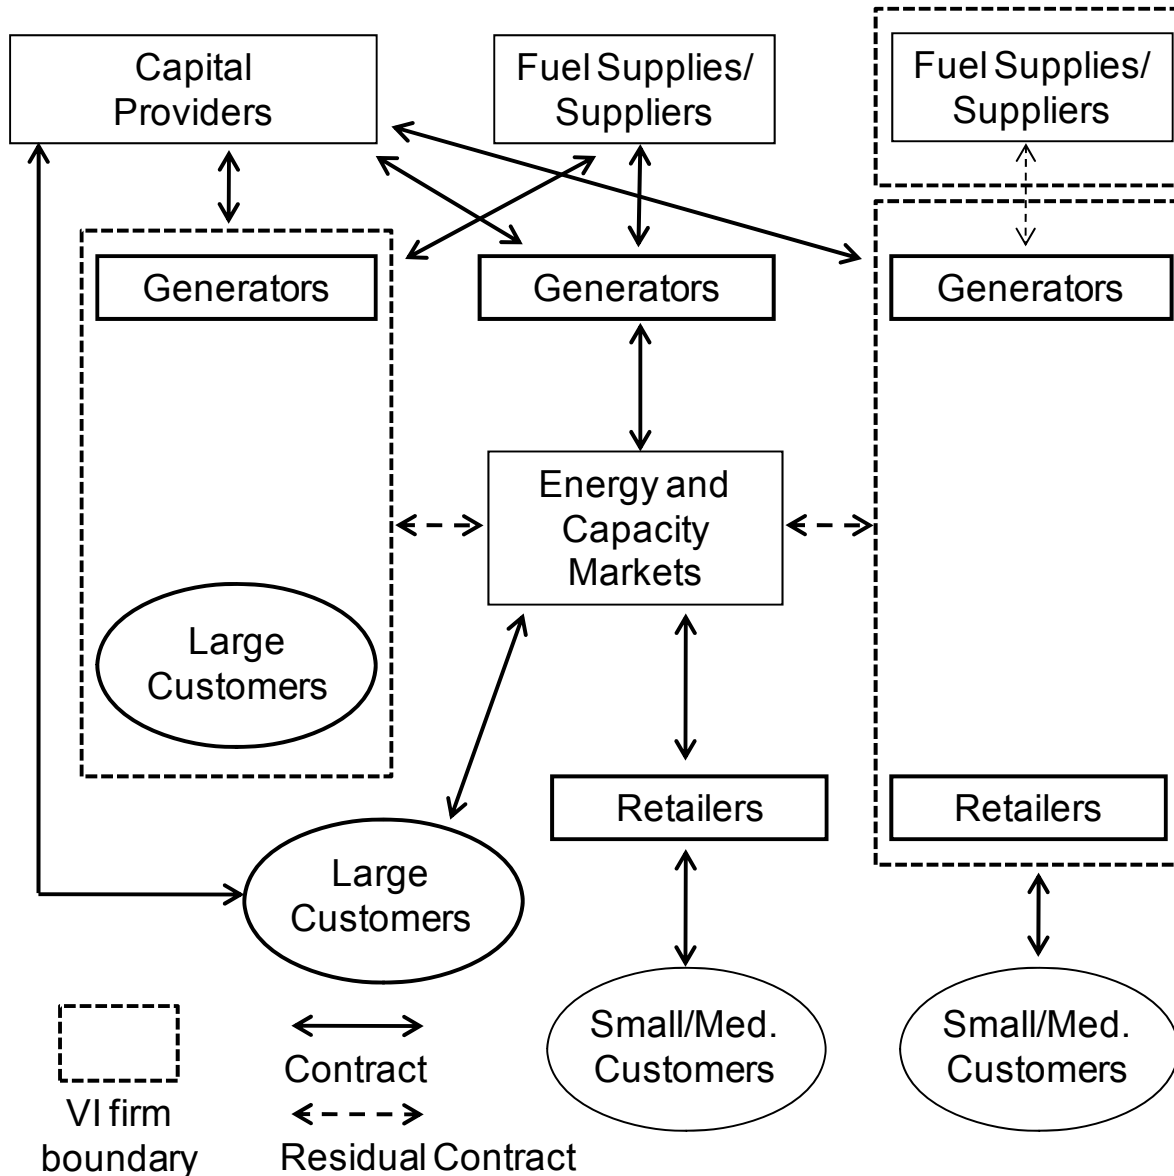 Capital
Providers
Fuel Supplies/
Suppliers
Fuel Supplies/
Suppliers
Generators
Generators
Generators
Energy and
Capacity
Markets
Large
Customers
Retailers
Retailers
Large
Customers
Small/Med.
Customers
Small/Med.
Customers
VI firm
boundary
Contract
Residual Contract